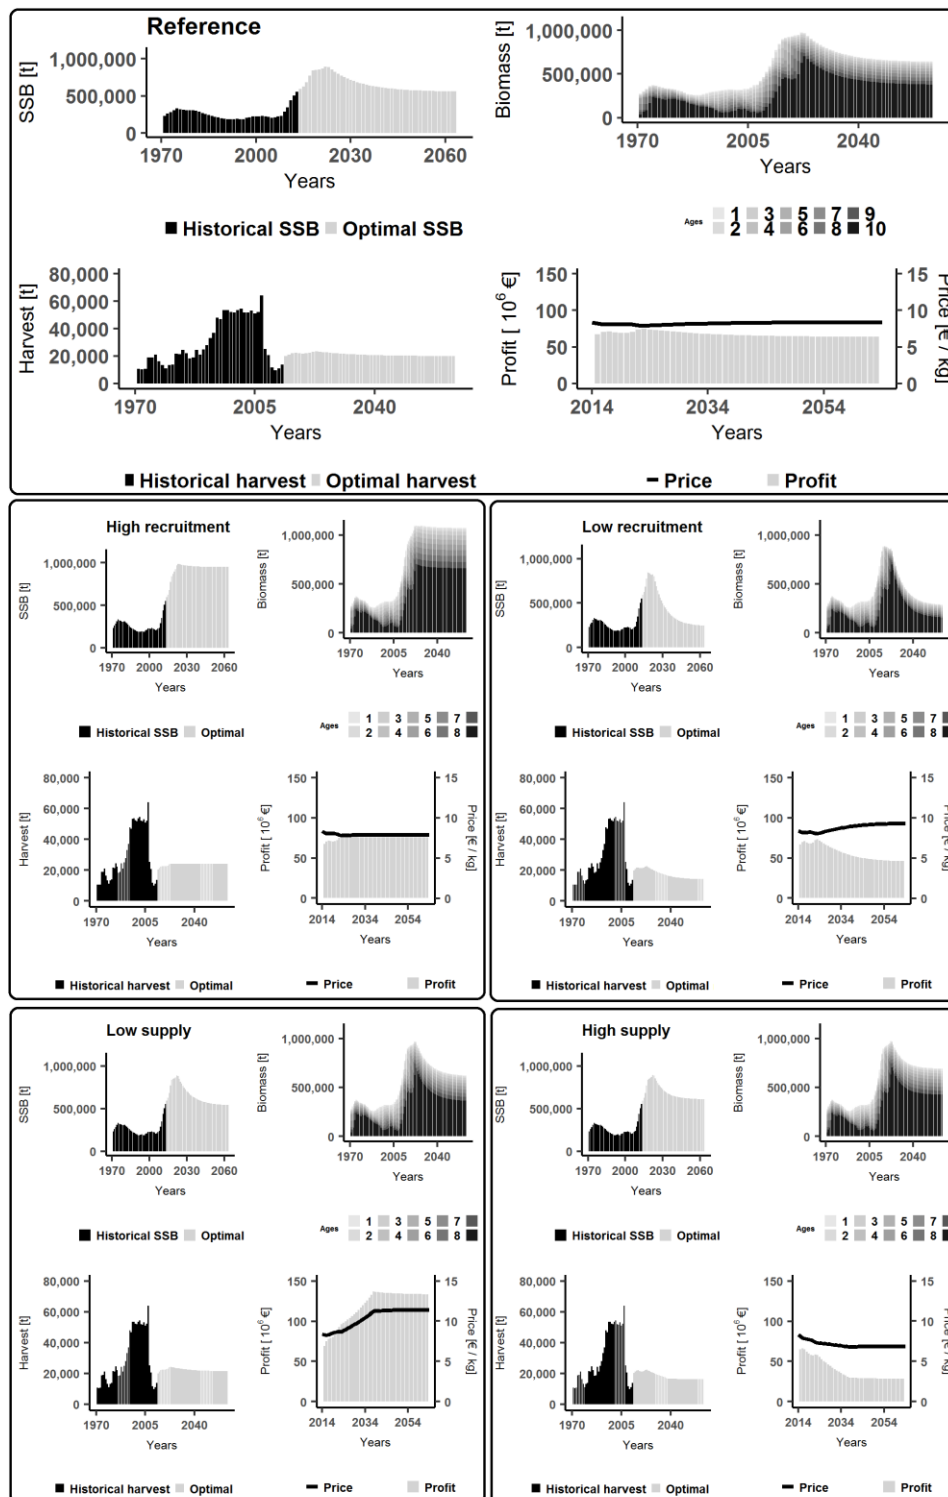 Reference
SSB [t]
1,000,000
500,000
0
1970 2000 2030 2060
Years
Historical SSB Optimal SSB
Biomass [t]
1,000,000
500,000
0
1970 2005 2040
Years
Ages 1 3 5 7 9
2 4 6 8 10
Harvest [t]
80,000
60,000
40,000
20,000
0
1970 2005 2040
Years
Historical harvest Optimal harvest
Profit [ 10⁶ €]
150
100
50
0
15
10
5
0
Price [€ / kg]
2014 2034 2054
Years
Price Profit
High recruitment
SSB [t]
1,000,000
500,000
0
1970 2000 2030 2060
Years
Historical SSB Optimal
Biomass [t]
1,000,000
500,000
0
1970 2005 2040
Years
Ages 1 3 5 7
2 4 6 8
Harvest [t]
80,000
60,000
40,000
20,000
0
1970 2005 2040
Years
Historical harvest Optimal
Profit [ 10⁶ €]
150
100
50
0
15
10
5
0
Price [€ / kg]
2014 2034 2054
Years
Price Profit
Low recruitment
SSB [t]
1,000,000
500,000
0
1970 2000 2030 2060
Years
Historical SSB Optimal
Biomass [t]
1,000,000
500,000
0
1970 2005 2040
Years
Ages 1 3 5 7
2 4 6 8
Harvest [t]
80,000
60,000
40,000
20,000
0
1970 2005 2040
Years
Historical harvest Optimal
Profit [ 10⁶ €]
150
100
50
0
15
10
5
0
Price [€ / kg]
2014 2034 2054
Years
Price Profit
Low supply
SSB [t]
1,000,000
500,000
0
1970 2000 2030 2060
Years
Historical SSB Optimal
Biomass [t]
1,000,000
500,000
0
1970 2005 2040
Years
Ages 1 3 5 7
2 4 6 8
Harvest [t]
80,000
60,000
40,000
20,000
0
1970 2005 2040
Years
Historical harvest Optimal
Profit [ 10⁶ €]
150
100
50
0
15
10
5
0
Price [€ / kg]
2014 2034 2054
Years
Price Profit
High supply
SSB [t]
1,000,000
500,000
0
1970 2000 2030 2060
Years
Historical SSB Optimal
Biomass [t]
1,000,000
500,000
0
1970 2005 2040
Years
Ages 1 3 5 7
2 4 6 8
Harvest [t]
80,000
60,000
40,000
20,000
0
1970 2005 2040
Years
Historical harvest Optimal
Profit [ 10⁶ €]
150
100
50
0
15
10
5
0
Price [€ / kg]
2014 2034 2054
Years
Price Profit